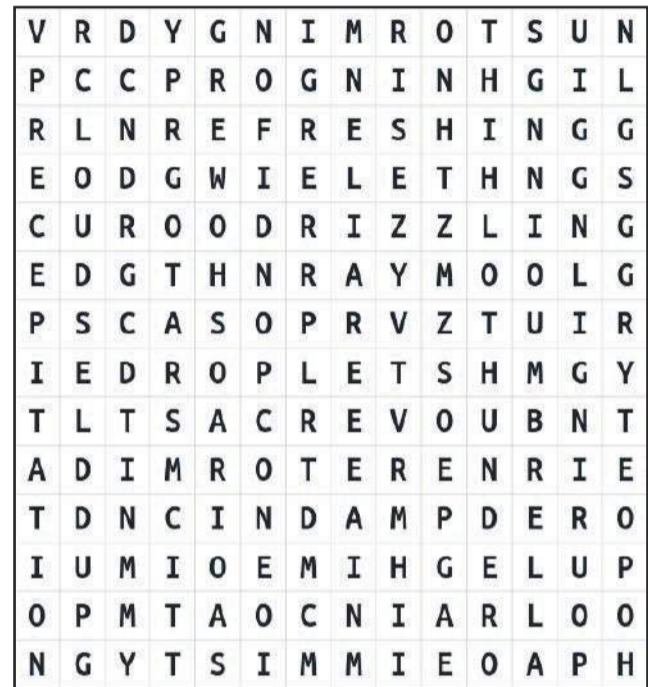 V R D Y G N I M R O T S U N
P C C P R O G N I N H G I L
R L N R E F R E S H I N G G
E O D G W I E L E T H N G S
C U R O O D R I Z Z L I N G
E D G T H N R A Y M O O L G
P S C A S O P R V Z T U I R
I E D R O P L E T S H M G Y
T L T S A C R E V O U B N T
A D I M R O T E R E N R I E
T D N C I N D A M P D E R O
I U M I O E M I H G E L U P
O P M T A O C N I A R L O O
N G Y T S I M M I E O A P H